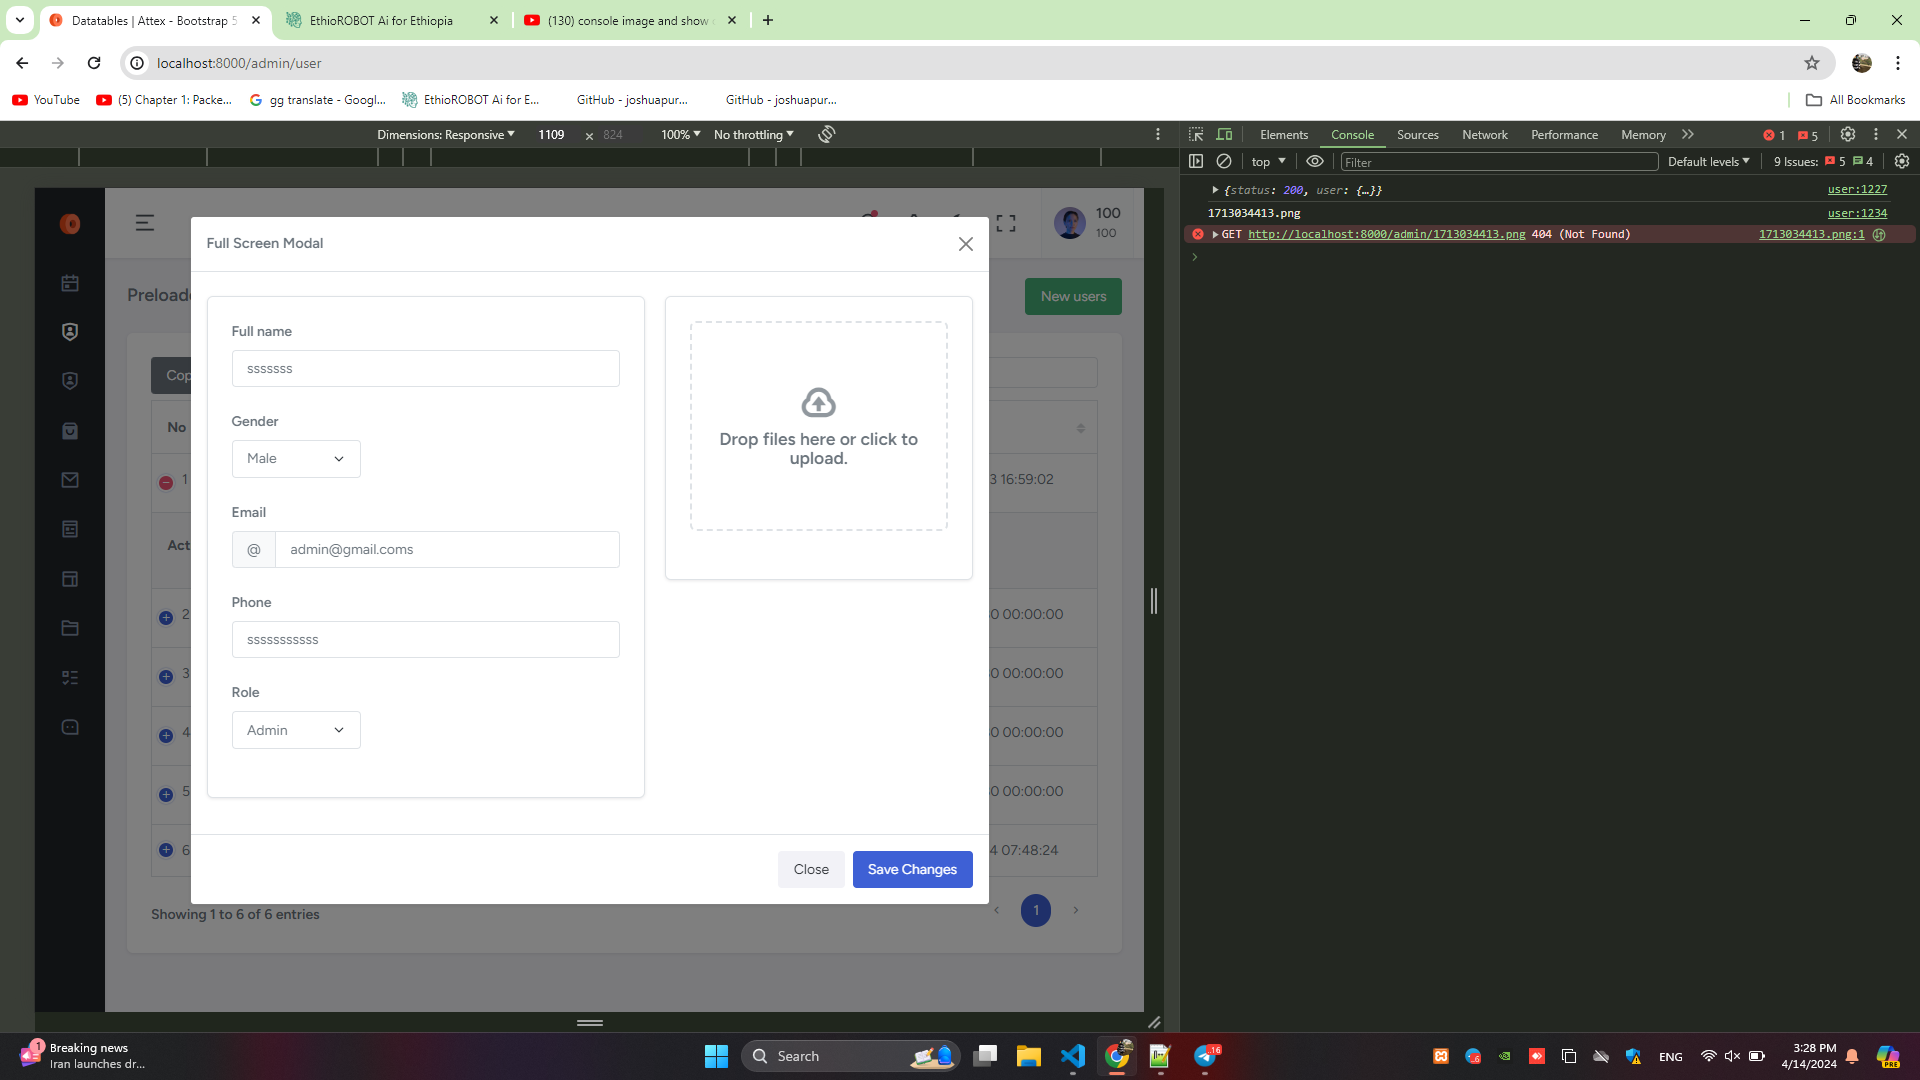 Datatables | Attex - Bootstrap 5
EthioROBOT Ai for Ethiopia
(130) console image and show
localhost:8000/admin/user
YouTube
(5) Chapter 1: Packe...
gg translate - Googl...
EthioROBOT Ai for E...
GitHub - joshuapur...
GitHub - joshuapur...
All Bookmarks
Dimensions: Responsive
1109
×
824
100%
No throttling
Elements
Console
Sources
Network
Performance
Memory
1
5
top
Filter
Default levels
9 Issues:
5
4
{status: 200, user: {…}}
user:1227
1713034413.png
user:1234
GET http://localhost:8000/admin/1713034413.png 404 (Not Found)
1713034413.png:1
100
100
Full Screen Modal
New users
Full name
sssssss
Gender
Male
Email
@
admin@gmail.coms
Phone
sssssssssss
Role
Admin
Drop files here or click to
upload.
Close
Save Changes
Preload
Cop
No
1
3 16:59:02
Act
2
0 00:00:00
3
0 00:00:00
4
0 00:00:00
5
0 00:00:00
6
4 07:48:24
Showing 1 to 6 of 6 entries
1
1
Breaking news
Iran launches dr...
Search
16
ENG
3:28 PM
4/14/2024
PRE